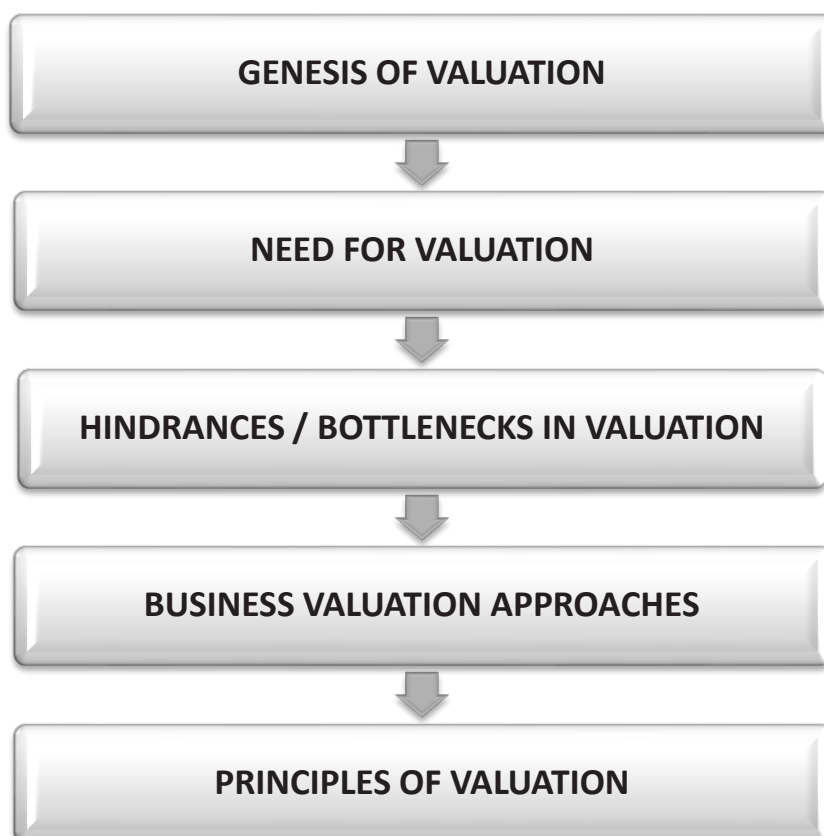 GENESIS OF VALUATION
NEED FOR VALUATION
HINDRANCES / BOTTLENECKS IN VALUATION
BUSINESS VALUATION APPROACHES
PRINCIPLES OF VALUATION